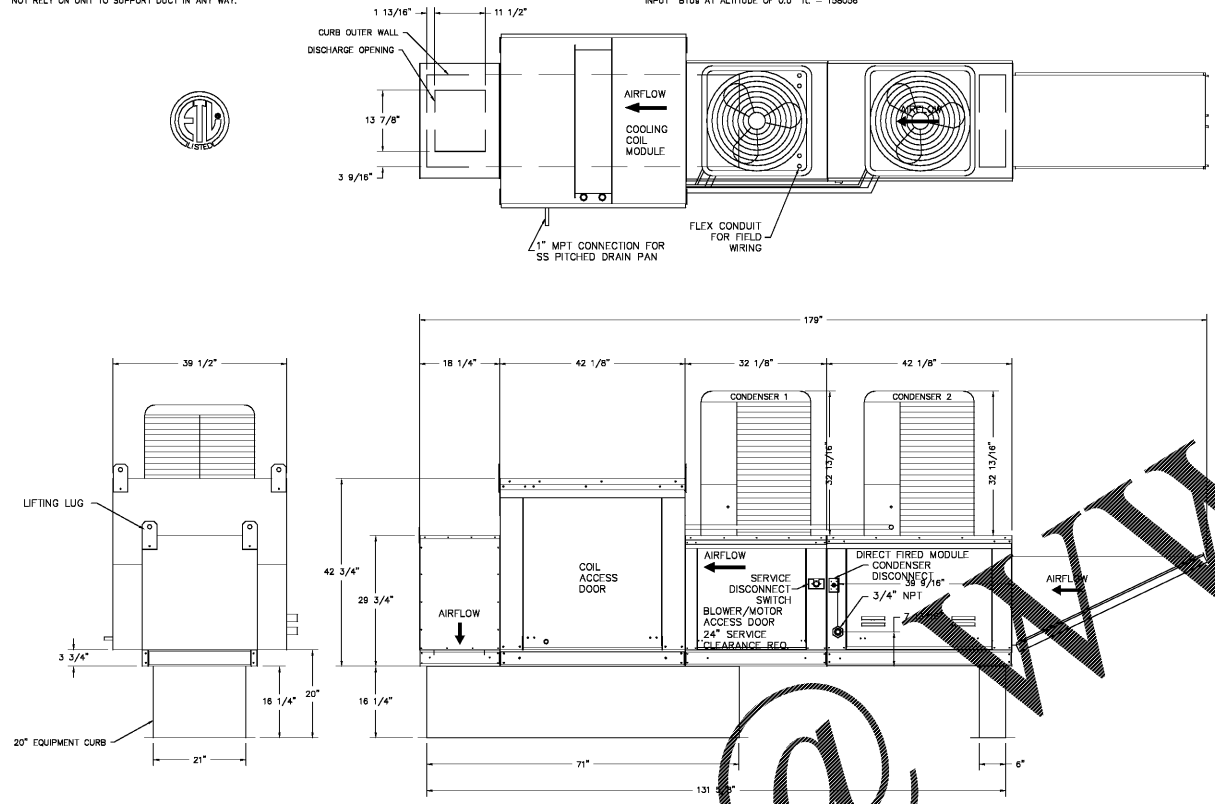 NOT RELY ON UNIT TO SUPPORT DUCT IN ANY WAY.
INPUT BTUs AT ALTITUDE OF 0.0 ft. = 158056
1 13/16"
11 1/2"
CURB OUTER WALL
DISCHARGE OPENING
13 7/8"
3 9/16"
AIRFLOW
COOLING
COIL
MODULE
AIRFLOW
LISTED
FLEX CONDUIT
FOR FIELD
WIRING
1" MPT CONNECTION FOR
SS PITCHED DRAIN PAN
179"
39 1/2"
18 1/4"
42 1/8"
32 1/8"
42 1/8"
CONDENSER 1
CONDENSER 2
32 13/16"
32 13/16"
LIFTING LUG
42 3/4"
29 3/4"
COIL
ACCESS
DOOR
AIRFLOW
AIRFLOW
SERVICE
DISCONNECT
SWITCH
BLOWER/MOTOR
ACCESS DOOR
24" SERVICE
CLEARANCE REQ.
DIRECT FIRED MODULE
CONDENSER
DISCONNECT
39 9/16"
3/4" NPT
AIRFLOW
3 3/4"
16 1/4"
20"
16 1/4"
20" EQUIPMENT CURB
21"
71"
6"
WW
@